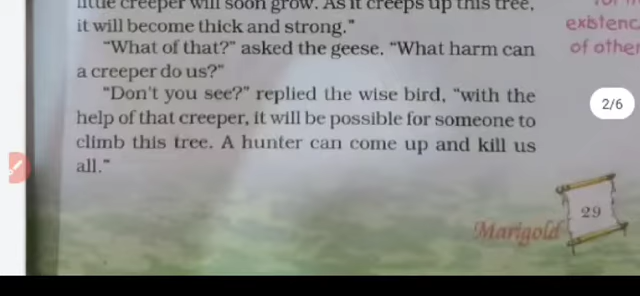 little creeper will soon grow. As it creeps up this tree,
it will become thick and strong."
"What of that?" asked the geese. "What harm can
a creeper do us?"
"Don't you see?" replied the wise bird, "with the
help of that creeper, it will be possible for someone to
climb this tree. A hunter can come up and kill us
all."
existenc
of other
2/6
Marigold
29